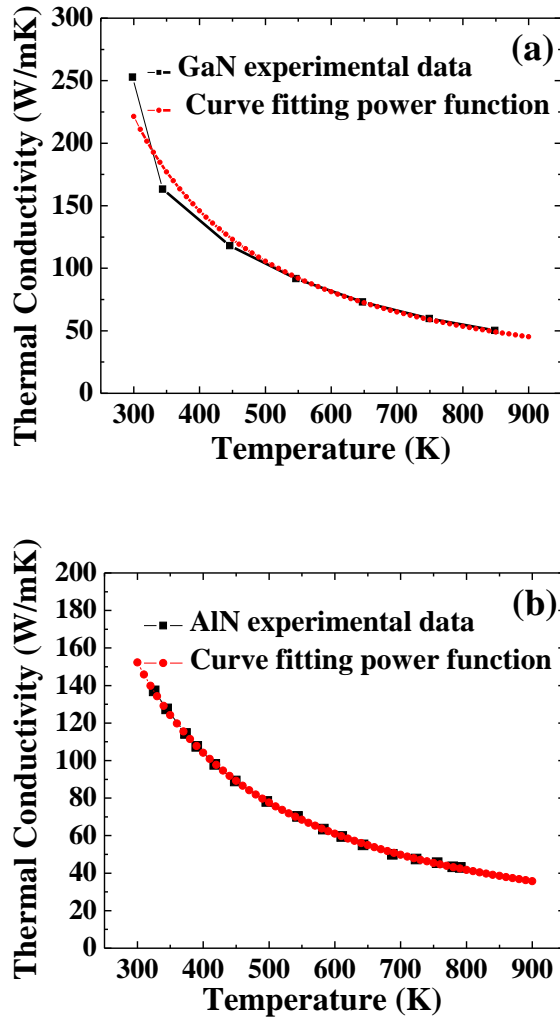 300
(a)
GaN experimental data
250
Curve fitting power function
200
150
100
50
0
Thermal Conductivity (W/mK)
300 400 500 600 700 800 900
Temperature (K)
200
(b)
180
AlN experimental data
160
Curve fitting power function
140
120
100
80
60
40
20
0
Thermal Conductivity (W/mK)
300 400 500 600 700 800 900
Temperature (K)